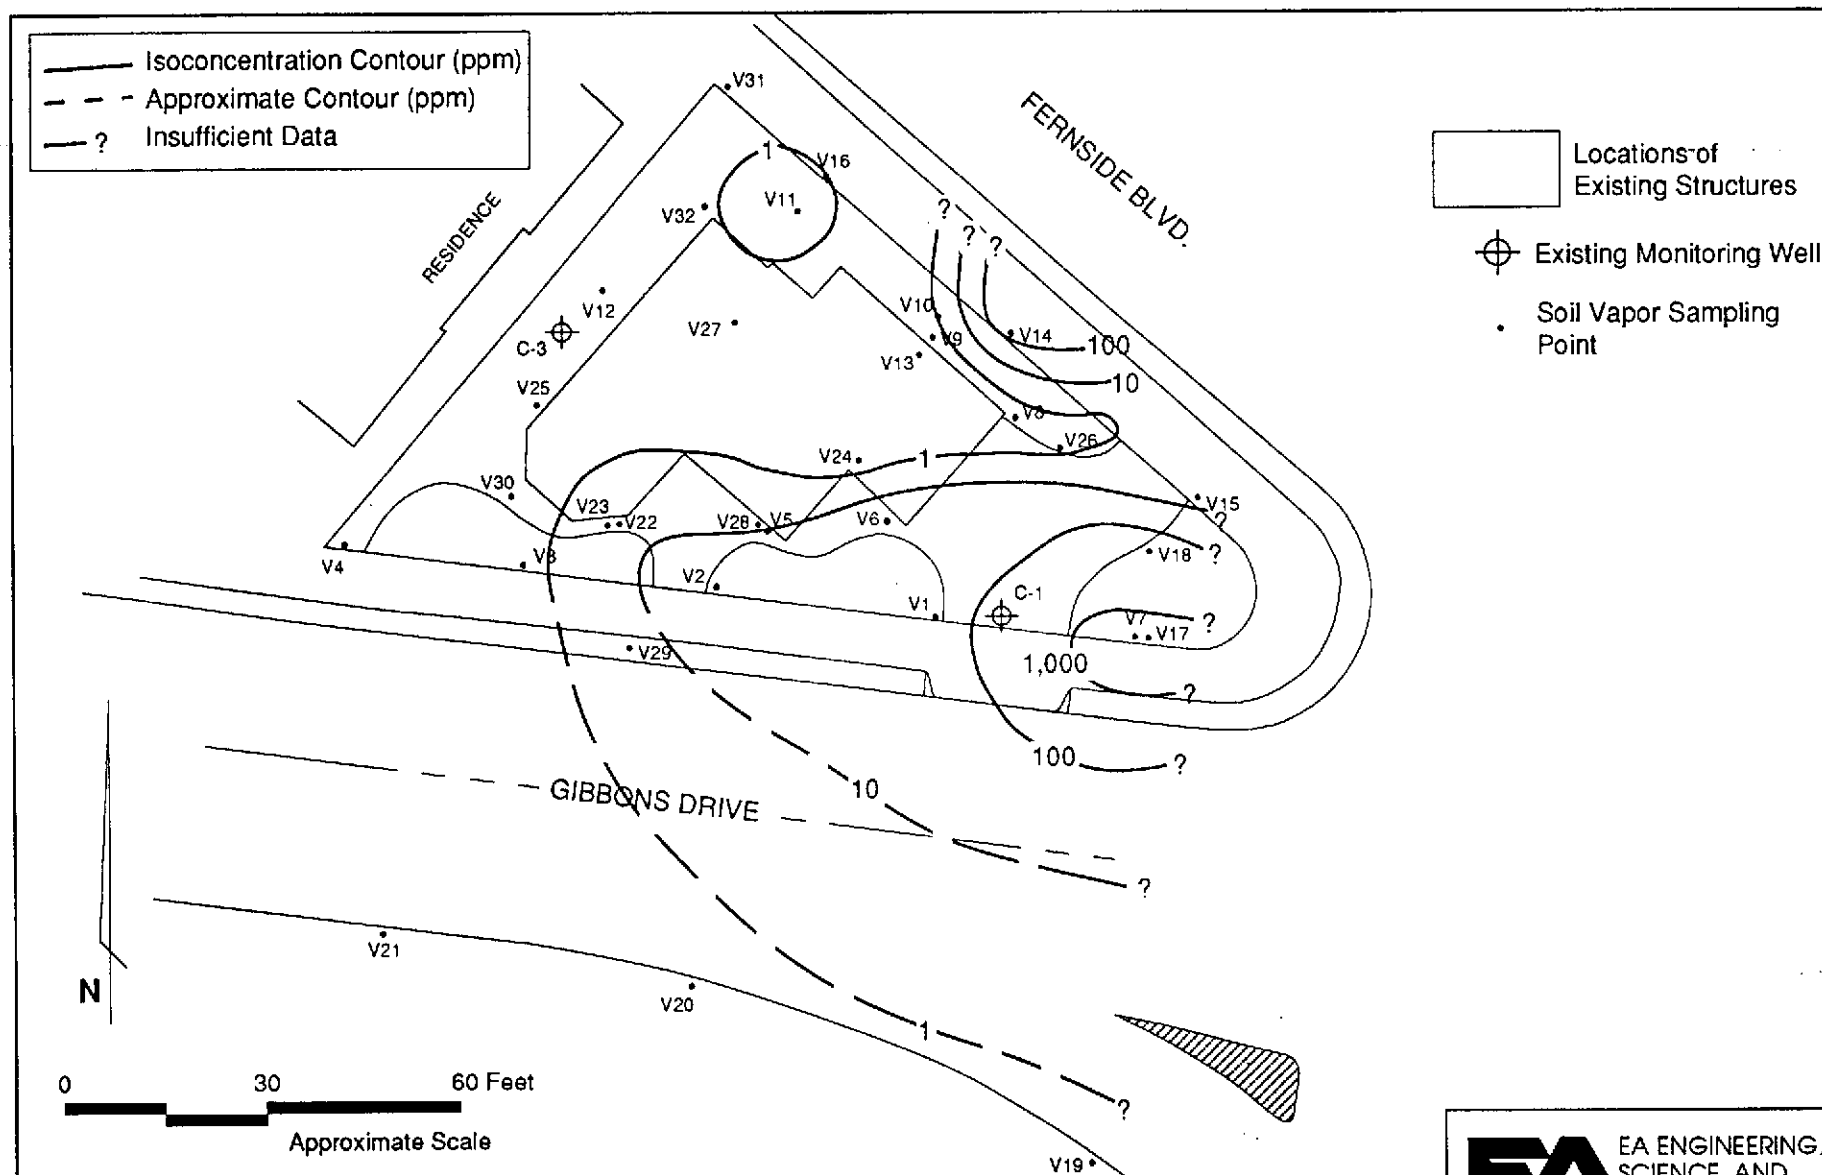 Isoconcentration Contour (ppm)
Approximate Contour (ppm)
? Insufficient Data
V31
FERNSIDE BLVD.
Locations of
Existing Structures
Existing Monitoring Well
Soil Vapor Sampling
Point
RESIDENCE
1
V16
V11
V32
?
?
?
V12
C-3
V27
V10
V9
V13
V14
100
10
V25
V8
V26
V24
1
V30
V23
V22
V28
V5
V6
V15
?
V18
?
V4
V3
V2
V1
C-1
V7
V17
?
V29
1,000
?
100
?
GIBBONS DRIVE
10
?
V21
V20
N
1
?
V19
0 30 60 Feet
Approximate Scale
EA
EA ENGINEERING,
SCIENCE, AND